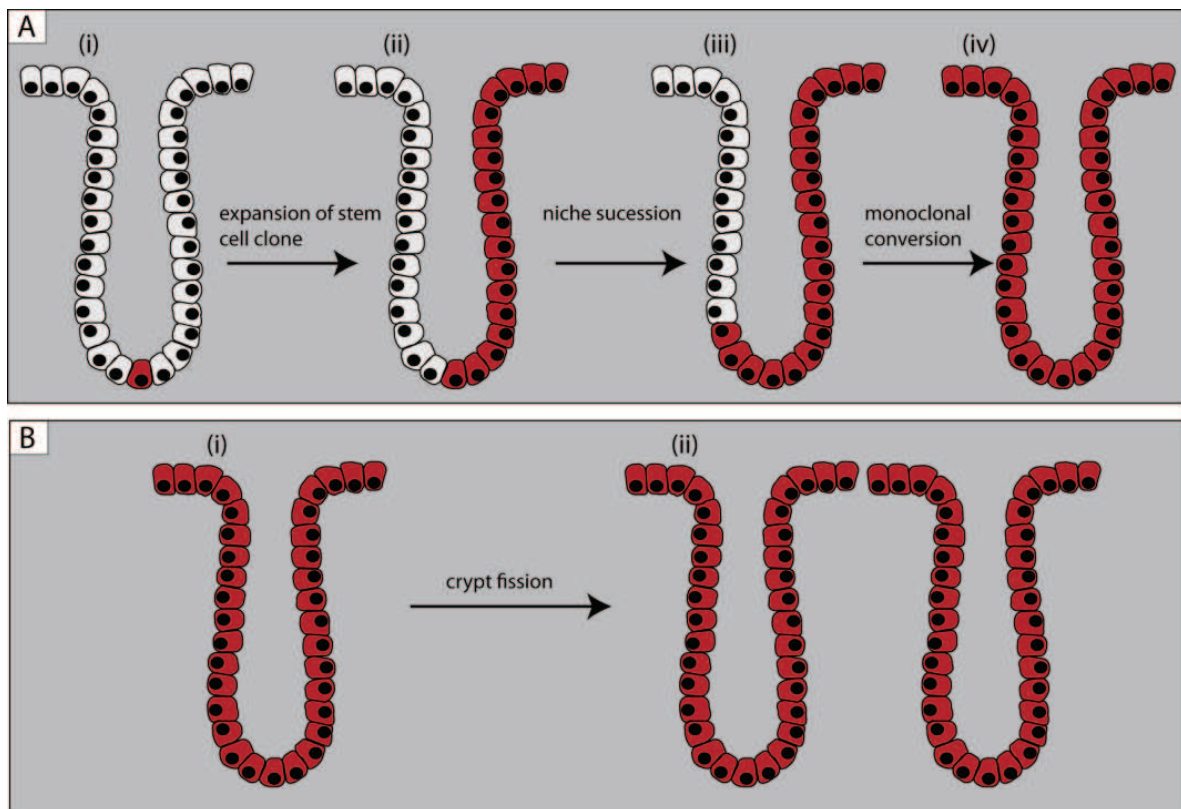 A
(i)
(ii)
(iii)
(iv)
expansion of stem
cell clone
niche sucession
monoclonal
conversion
B
(i)
(ii)
crypt fission